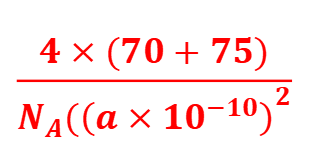 4 × (70 + 75)
N_A((a × 10^{-10})^2